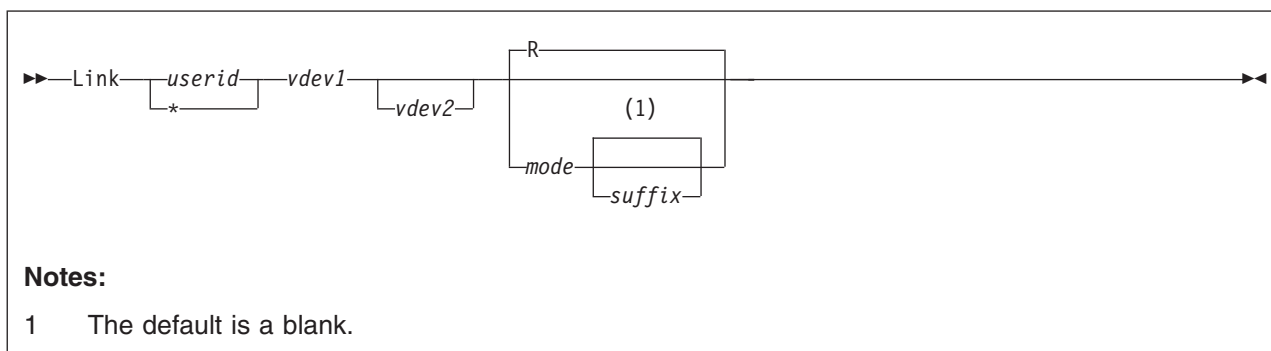 R
Link userid vdev1
* vdev2 (1)
mode
suffix
Notes:
1 The default is a blank.